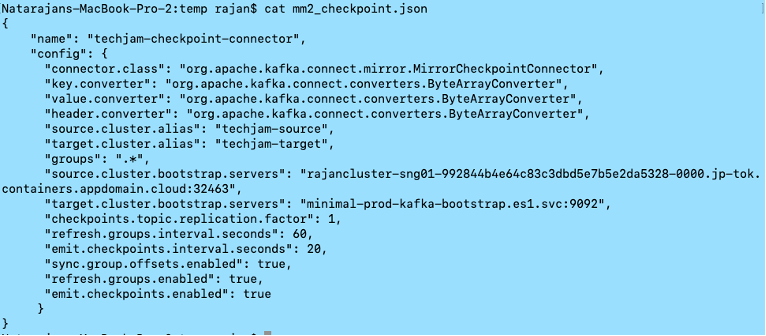 Natarajans-MacBook-Pro-2:temp rajan$ cat mm2_checkpoint.json
{
    "name": "techjam-checkpoint-connector",
    "config": {
      "connector.class": "org.apache.kafka.connect.mirror.MirrorCheckpointConnector",
      "key.converter": "org.apache.kafka.connect.converters.ByteArrayConverter",
      "value.converter": "org.apache.kafka.connect.converters.ByteArrayConverter",
      "header.converter": "org.apache.kafka.connect.converters.ByteArrayConverter",
      "source.cluster.alias": "techjam-source",
      "target.cluster.alias": "techjam-target",
      "groups": ".*",
      "source.cluster.bootstrap.servers": "rajancluster-sng01-992844b4e64c83c3dbd5e7b5e2da5328-0000.jp-tok.
containers.appdomain.cloud:32463",
      "target.cluster.bootstrap.servers": "minimal-prod-kafka-bootstrap.es1.svc:9092",
      "checkpoints.topic.replication.factor": 1,
      "refresh.groups.interval.seconds": 60,
      "emit.checkpoints.interval.seconds": 20,
      "sync.group.offsets.enabled": true,
      "refresh.groups.enabled": true,
      "emit.checkpoints.enabled": true
     }
}